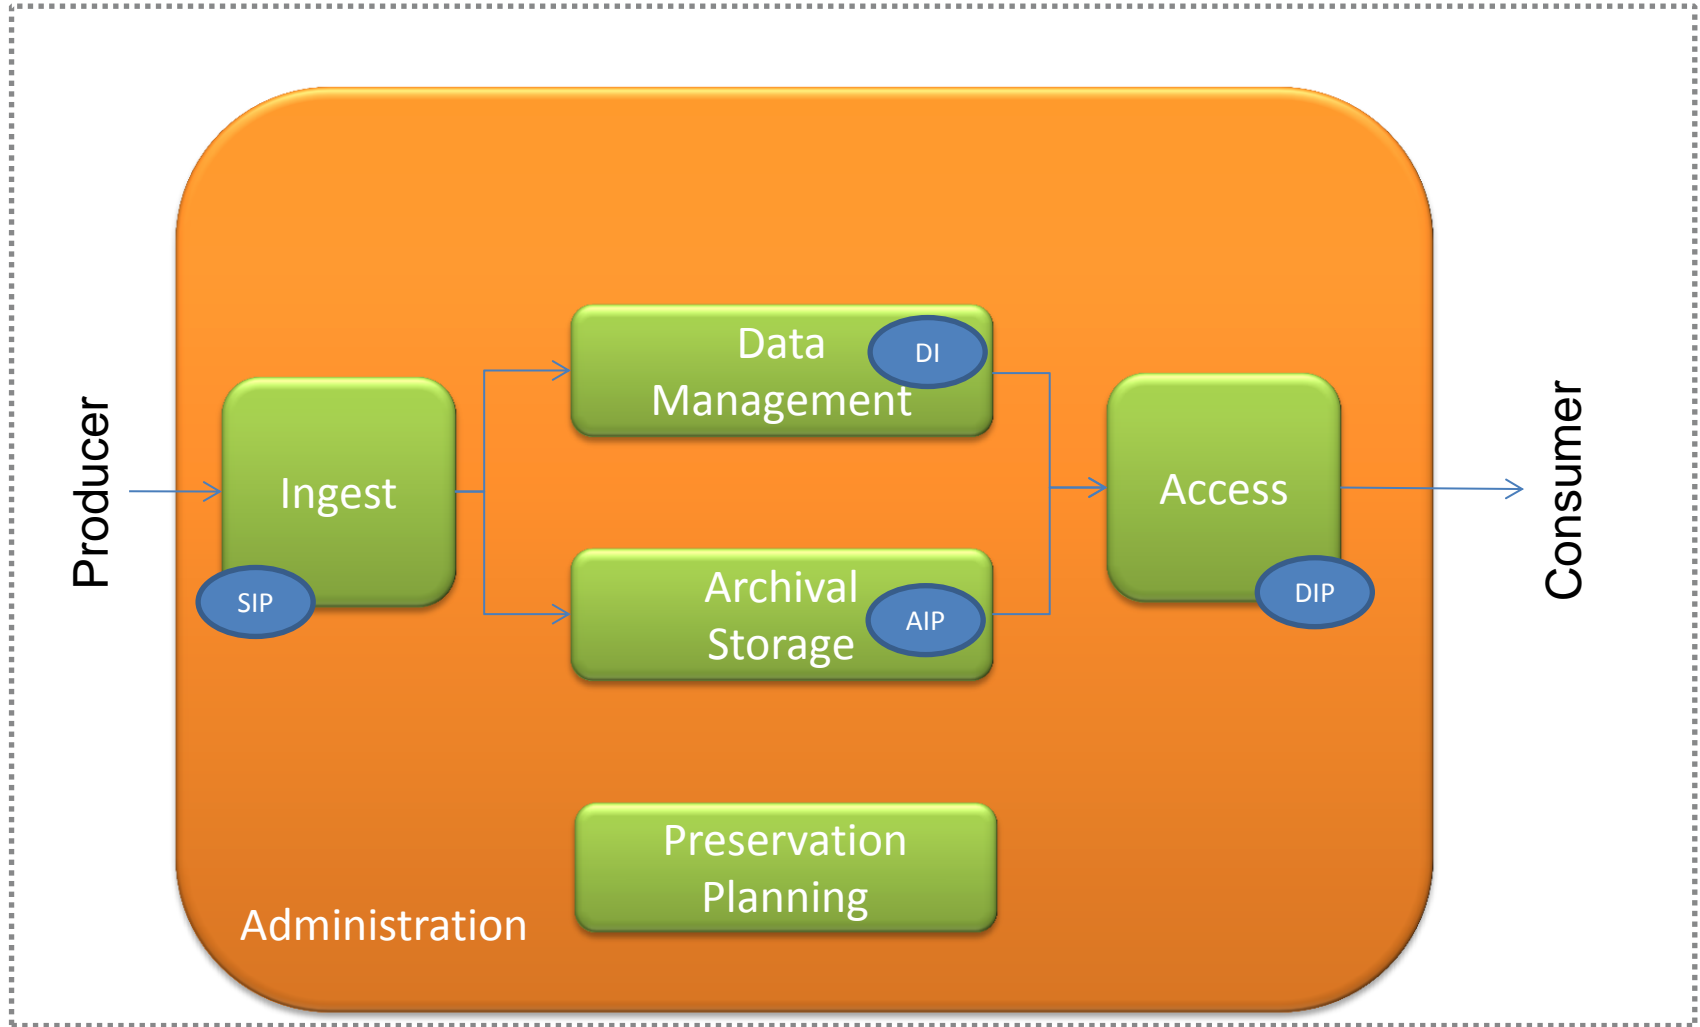 Producer
Ingest
SIP
Data
Management
DI
Archival
Storage
AIP
Access
DIP
Consumer
Preservation
Planning
Administration